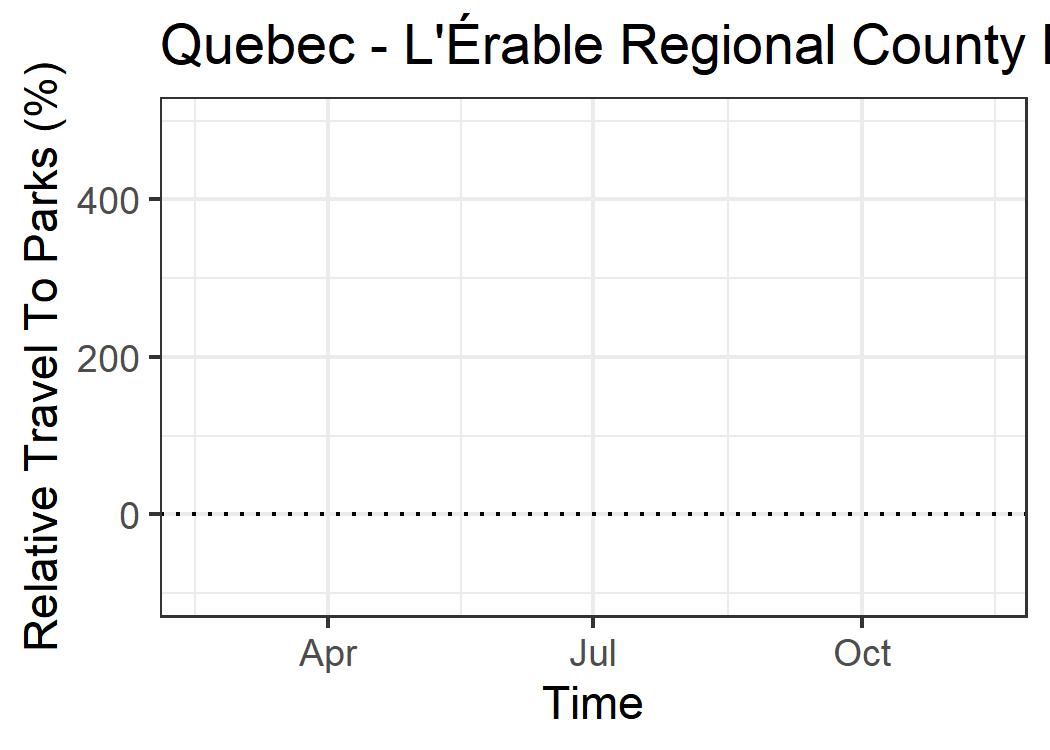 Quebec - L'Érable Regional County
Relative Travel To Parks (%)
400
200
0
Apr Jul Oct
Time